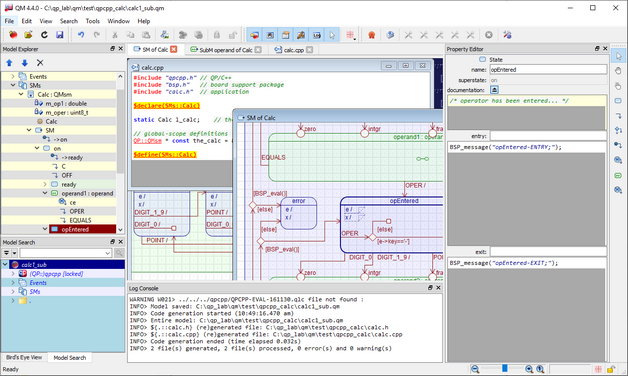 QM 4.4.0 - C:\qp_lab\qm\test\qpcpp_calc\calc1_sub.qm
File Edit View Search Tools Window Help
Model Explorer
Events
SMs
Calc : QMsm
m_op1 : double
m_oper : uint8_t
Calc
SM
->on
on
->ready
C
OFF
ready
operand1 : operand
ce
OPER
EQUALS
opEntered
Model Search
calc1_sub
(QP::qpcpp [locked]
Events
SMs
.
Bird's Eye View Model Search
Ready
SM of Calc SubM operand of Calc calc.cpp
calc.cpp
#include "qpcpp.h" // QP/C++
#include "bsp.h" // board support package
#include "calc.h" // application
$declare(SMs::Calc)
static Calc l_calc; // the
// global-scope definitions
QP::QMsm * const the_calc =
$define(SMs::Calc)
SM of Calc
zero intgr fra
operand1 : opera
EQUALS
OPER /
[BSP_eval()]
error
e /
x /
[else]
[else]
[BSP_eval()]
opEntered
e /
x /
OPER
[e->key=='-']
[else]
DIGIT_0 / DIGIT_1_9 / POINT /
zero intgr fra
e /
x /
DIGIT_1_9 / POINT /
DIGIT_0 /
POINT /
e /
x /
DIGIT_0 /
Log Console
WARNING W021> ../../../qpcpp/QPCPP-EVAL-161130.qlc file not found :
INFO> Model saved: C:\qp_lab\qm\test\qpcpp_calc\calc1_sub.qm
INFO> Code generation started (10:49:16.470 am)
INFO> Entire model: C:\qp_lab\qm\test\qpcpp_calc\calc1_sub.qm
INFO> ${.::calc.h} (re)generated file: C:\qp_lab\qm\test\qpcpp_calc\calc.h
INFO> ${.::calc.cpp} (re)generated file: C:\qp_lab\qm\test\qpcpp_calc\calc.cpp
INFO> Code generation ended (time elapsed 0.032s)
INFO> 2 file(s) generated, 2 file(s) processed, 0 error(s) and 0 warning(s)
Property Editor
State
name: opEntered
superstate: on
documentation:
/* operator has been entered... */
entry:
BSP_message("opEntered-ENTRY;");
exit:
BSP_message("opEntered-EXIT;");